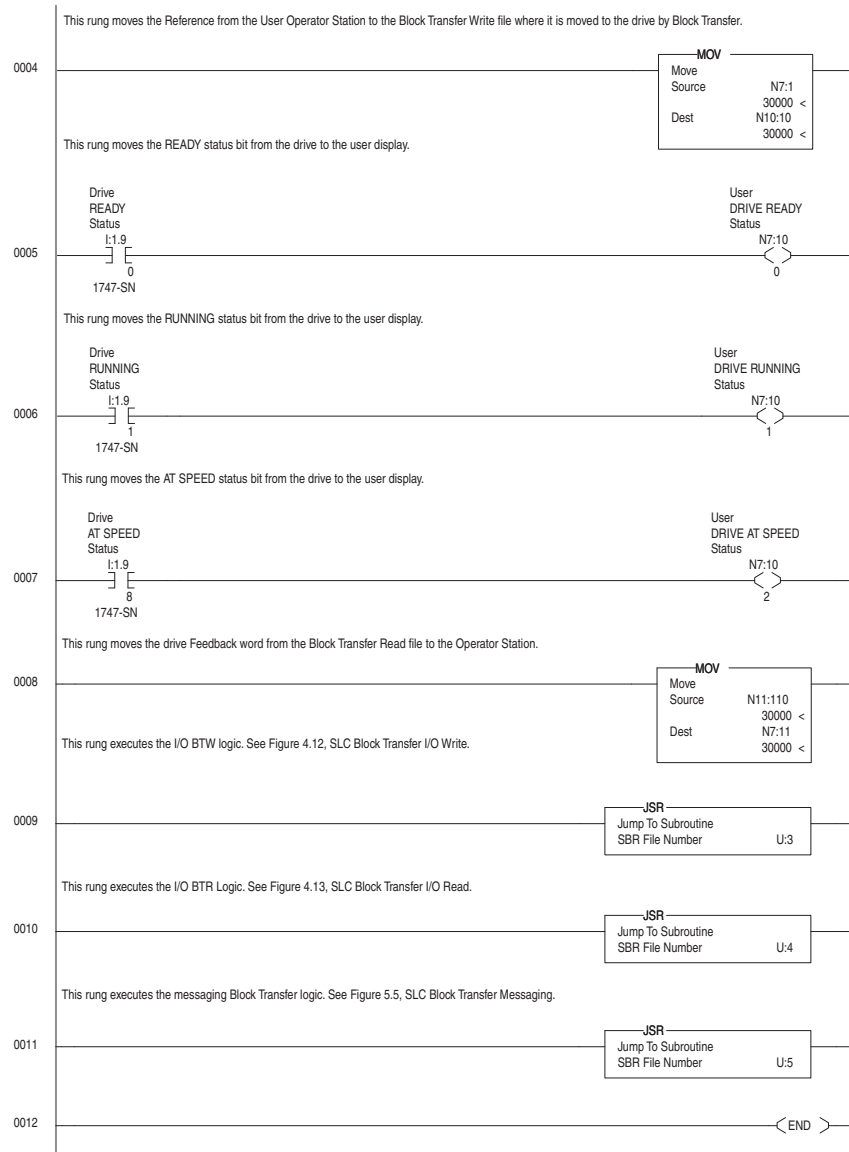 This rung moves the Reference from the User Operator Station to the Block Transfer Write file where it is moved to the drive by Block Transfer.
0004
MOV
Move
Source N7:1
30000 <
Dest N10:10
30000 <
This rung moves the READY status bit from the drive to the user display.
Drive
READY
Status
I:1.9
0
1747-SN
User
DRIVE READY
Status
N7:10
0
0005
This rung moves the RUNNING status bit from the drive to the user display.
Drive
RUNNING
Status
I:1.9
1
1747-SN
User
DRIVE RUNNING
Status
N7:10
1
0006
This rung moves the AT SPEED status bit from the drive to the user display.
Drive
AT SPEED
Status
I:1.9
8
1747-SN
User
DRIVE AT SPEED
Status
N7:10
2
0007
This rung moves the drive Feedback word from the Block Transfer Read file to the Operator Station.
0008
MOV
Move
Source N11:110
30000 <
Dest N7:11
30000 <
This rung executes the I/O BTW logic. See Figure 4.12, SLC Block Transfer I/O Write.
0009
JSR
Jump To Subroutine
SBR File Number U:3
This rung executes the I/O BTR Logic. See Figure 4.13, SLC Block Transfer I/O Read.
0010
JSR
Jump To Subroutine
SBR File Number U:4
This rung executes the messaging Block Transfer logic. See Figure 5.5, SLC Block Transfer Messaging.
0011
JSR
Jump To Subroutine
SBR File Number U:5
0012
END